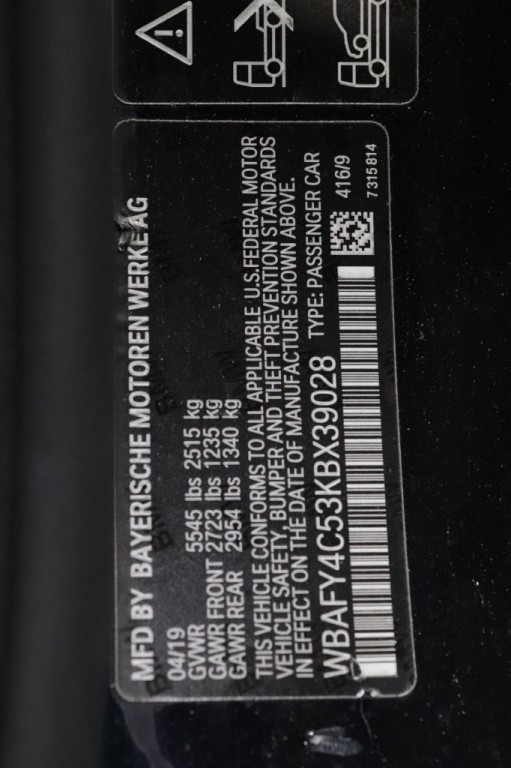 MFD BY BAYERISCHE MOTOREN WERKE AG
04/19
GVWR 5545 lbs 2515 kg
GAWR FRONT 2723 lbs 1235 kg
GAWR REAR 2954 lbs 1340 kg
THIS VEHICLE CONFORMS TO ALL APPLICABLE U.S.FEDERAL MOTOR
VEHICLE SAFETY, BUMPER AND THEFT PREVENTION STANDARDS
IN EFFECT ON THE DATE OF MANUFACTURE SHOWN ABOVE.
WBAFY4C53KBX39028 TYPE: PASSENGER CAR
416/9
7315814